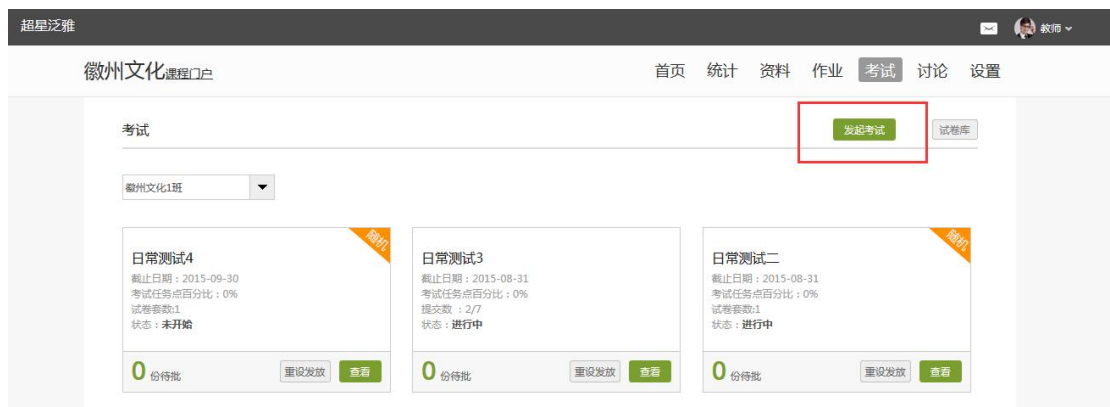 超星泛雅 教师
徽州文化课程门户 首页 统计 资料 作业 考试 讨论 设置
考试 发起考试 试卷库
徽州文化1班
随机 随机
日常测试4 日常测试3 日常测试二
截止日期：2015-09-30 截止日期：2015-08-31 截止日期：2015-08-31
考试任务点百分比：0% 考试任务点百分比：0% 考试任务点百分比：0%
试卷套数:1 提交数 ：2/7 试卷套数:1
状态：未开始 状态：进行中 状态：进行中
0 份待批 重设发放 查看 0 份待批 重设发放 查看 0 份待批 重设发放 查看